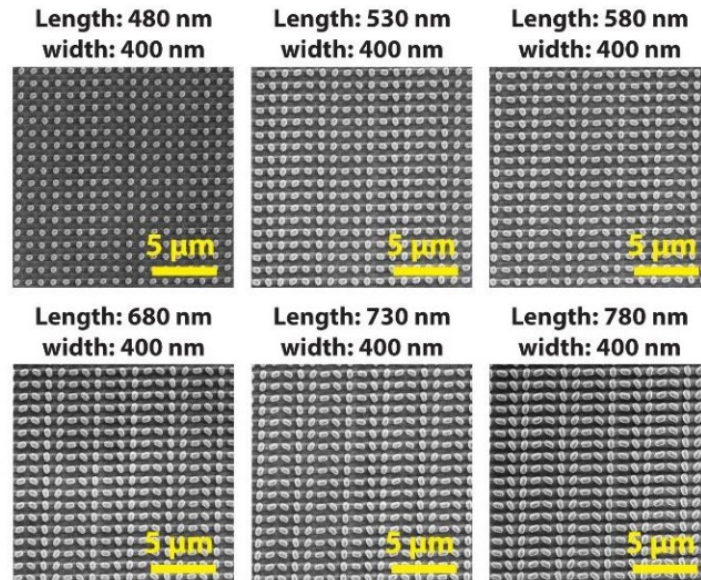 Length: 480 nm
width: 400 nm
Length: 530 nm
width: 400 nm
Length: 580 nm
width: 400 nm
5 μm
5 μm
5 μm
Length: 680 nm
width: 400 nm
Length: 730 nm
width: 400 nm
Length: 780 nm
width: 400 nm
5 μm
5 μm
5 μm